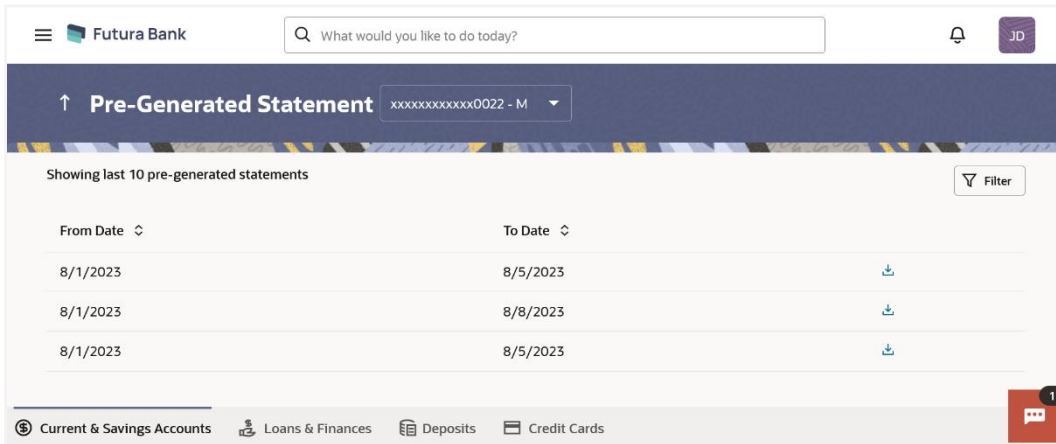 Futura Bank
What would you like to do today?
JD
Pre-Generated Statement xxxxxxxxxxxx0022 - M
Showing last 10 pre-generated statements
Filter
From Date To Date
8/1/2023 8/5/2023
8/1/2023 8/8/2023
8/1/2023 8/5/2023
1
Current & Savings Accounts Loans & Finances Deposits Credit Cards